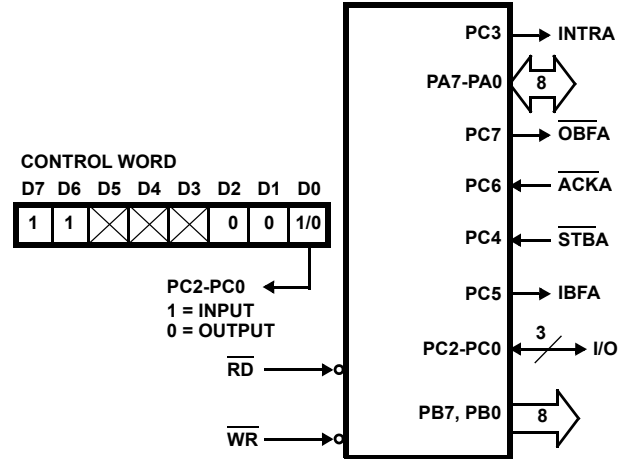 PC3 INTRA
PA7-PA0 8
PC7 OBFA
CONTROL WORD
D7 D6 D5 D4 D3 D2 D1 D0
1 1 0 0 1/0
PC6 ACKA
PC4 STBA
PC2-PC0
1 = INPUT
0 = OUTPUT
PC5 IBFA
PC2-PC0 3 I/O
RD
PB7, PB0 8
WR